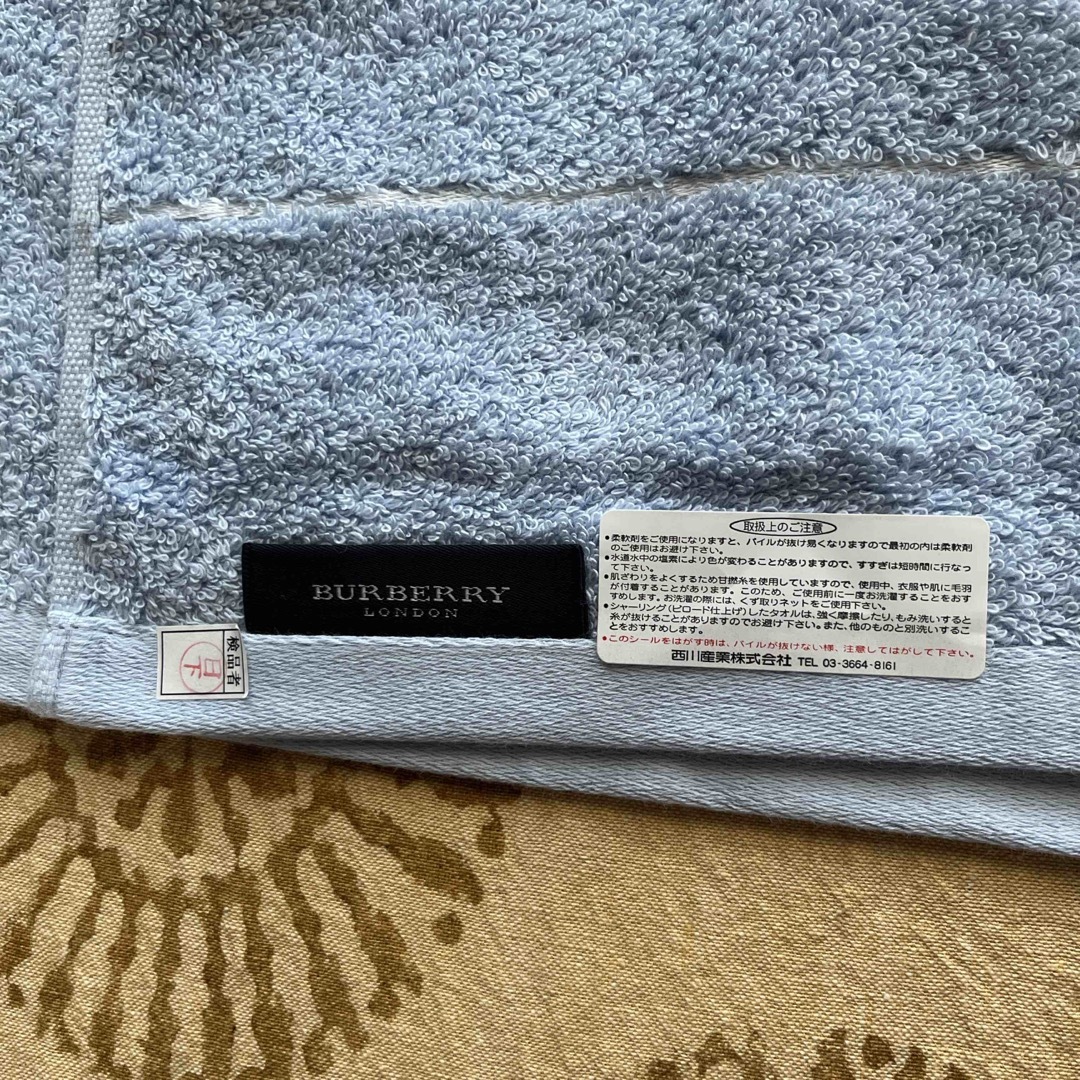 BURBERRY
LONDON
検品者
日下
取扱上のご注意
•柔軟剤をご使用になりますと、パイルが抜け易くなりますので最初の内は柔軟剤
のご使用はお避け下さい。
•水道水中の塩素により色が変わることがありますので、すすぎは短時間に行なっ
て下さい。
•肌ざわりをよくするため甘撚糸を使用していますので、使用中、衣服や肌に毛羽
が付着することがあります。このため、ご使用前に一度お洗濯することをおす
すめします。お洗濯の際には、くず取りネットをご使用下さい。
•シャーリング(ビロード仕上げ)したタオルは、強く摩擦したり、もみ洗いすると
糸が抜けることがありますのでお避け下さい。また、他のものと別洗いするこ
とをおすすめします。
•このシールをはがす時は、パイルが抜けない様、注意してはがして下さい。
西川産業株式会社 TEL 03-3664-8161